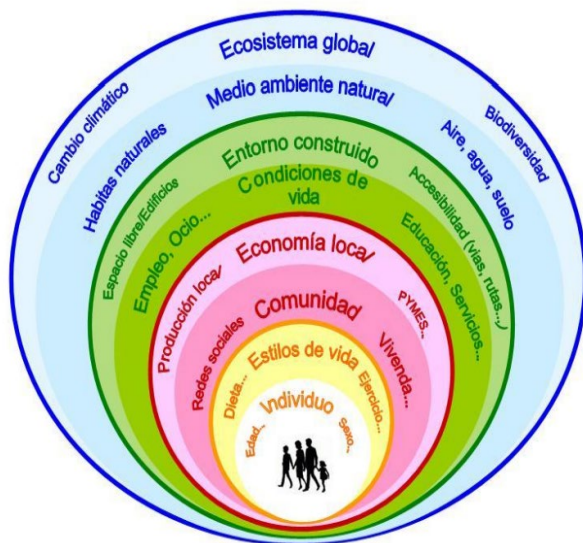 Ecosistema global
Cambio climático
Biodiversidad
Medio ambiente natural
Habitas naturales
Aire, agua, suelo
Entorno construido
Espacio libre/Edificios
Accesibilidad (vías, rutas...)
Condiciones de
vida
Empleo, Ocio...
Educación, Servicios...
Economía local
Producción local
PYMES...
Comunidad
Redes sociales
Vivenda...
Estilos de vida
Dieta...
Ejercicio...
Individuo
Edad..
Sexo..